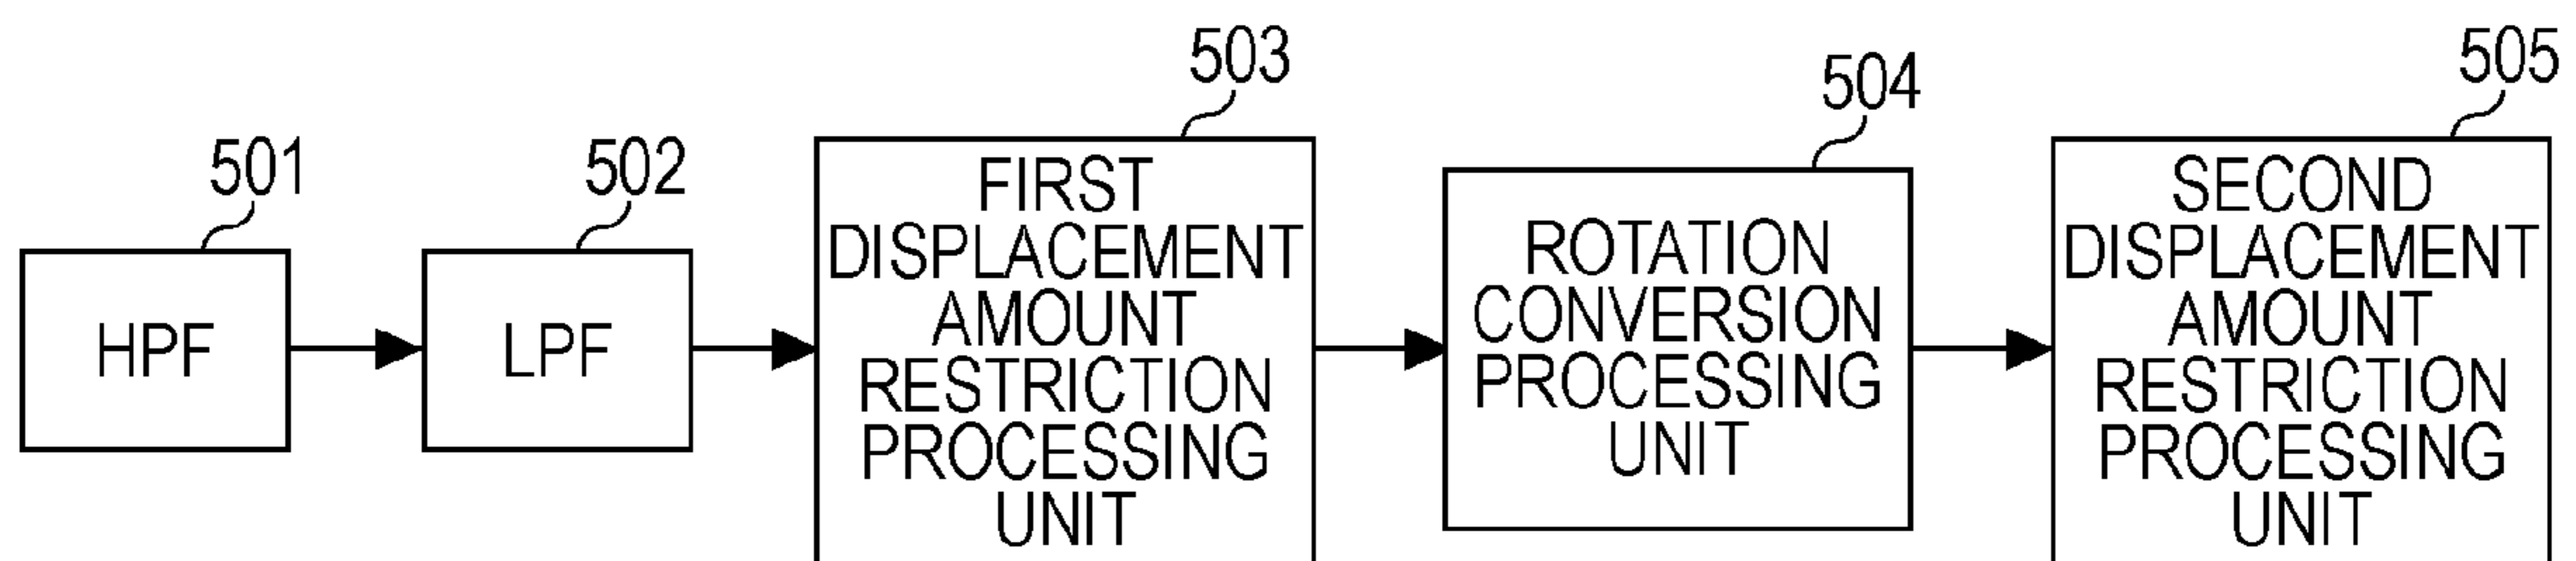 501
HPF
502
LPF
503
FIRST
DISPLACEMENT
AMOUNT
RESTRICTION
PROCESSING
UNIT
504
ROTATION
CONVERSION
PROCESSING
UNIT
505
SECOND
DISPLACEMENT
AMOUNT
RESTRICTION
PROCESSING
UNIT